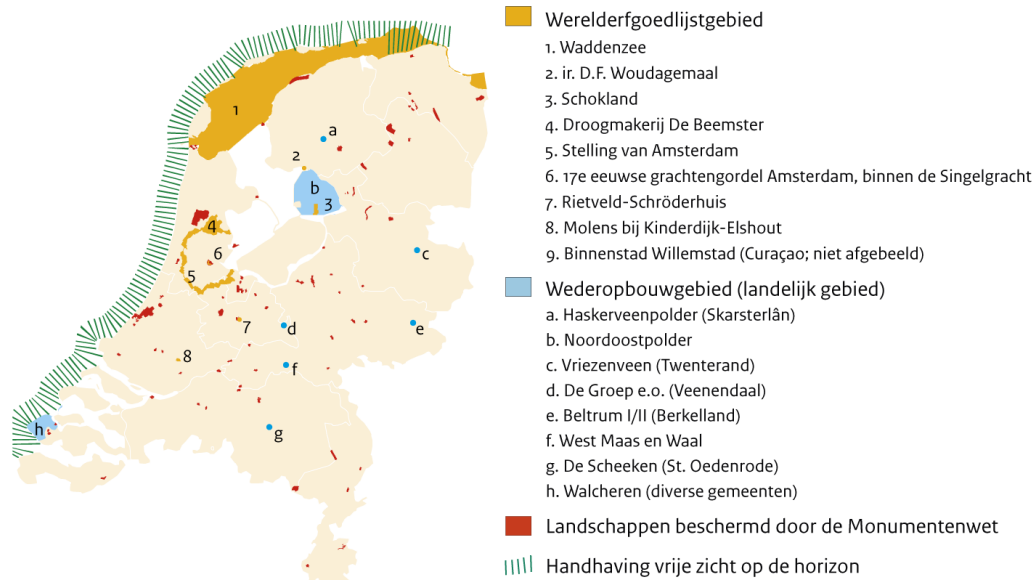 Werelderfgoedlijstgebied
1. Waddenzee
2. ir. D.F. Woudagemaal
3. Schokland
4. Droogmakerij De Beemster
5. Stelling van Amsterdam
6. 17e eeuwse grachtengordel Amsterdam, binnen de Singelgracht
7. Rietveld-Schröderhuis
8. Molens bij Kinderdijk-Elshout
9. Binnenstad Willemstad (Curaçao; niet afgebeeld)
Wederopbouwgebied (landelijk gebied)
a. Haskerveenpolder (Skarsterlân)
b. Noordoostpolder
c. Vriezenveen (Twenterand)
d. De Groep e.o. (Veenendaal)
e. Beltrum I/II (Berkelland)
f. West Maas en Waal
g. De Scheeken (St. Oedenrode)
h. Walcheren (diverse gemeenten)
Landschappen beschermd door de Monumentenwet
Handhaving vrije zicht op de horizon
1
a
2
b
3
4
6
c
5
7
d
e
8
f
h
g